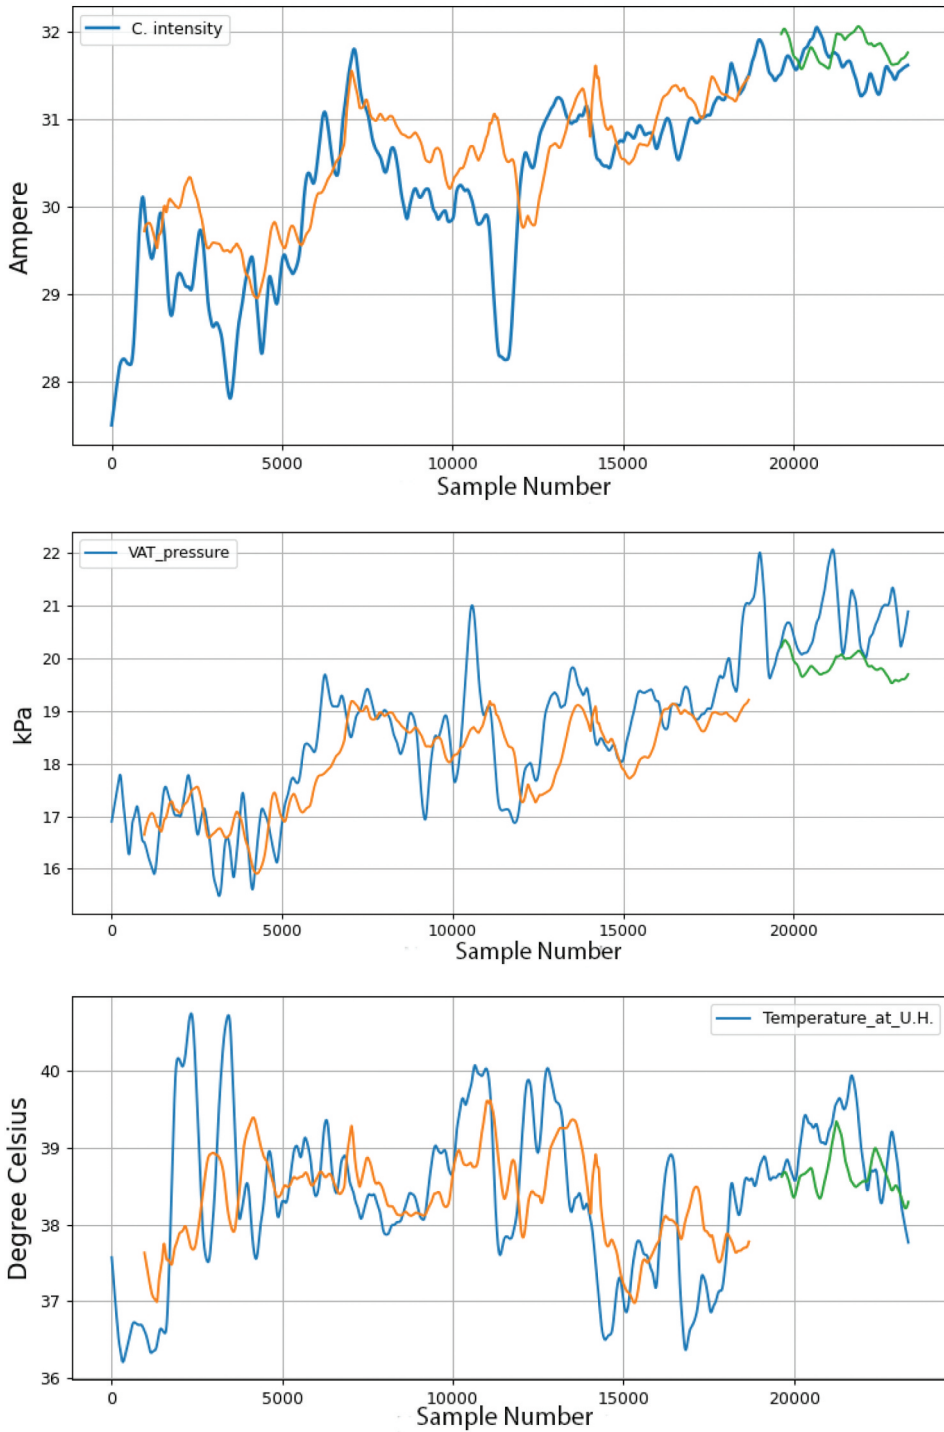 C. intensity
Ampere
32
31
30
29
28
0 5000 10000 15000 20000
Sample Number
VAT_pressure
kPa
22
21
20
19
18
17
16
0 5000 10000 15000 20000
Sample Number
Temperature_at_U.H.
Degree Celsius
40
39
38
37
36
0 5000 10000 15000 20000
Sample Number